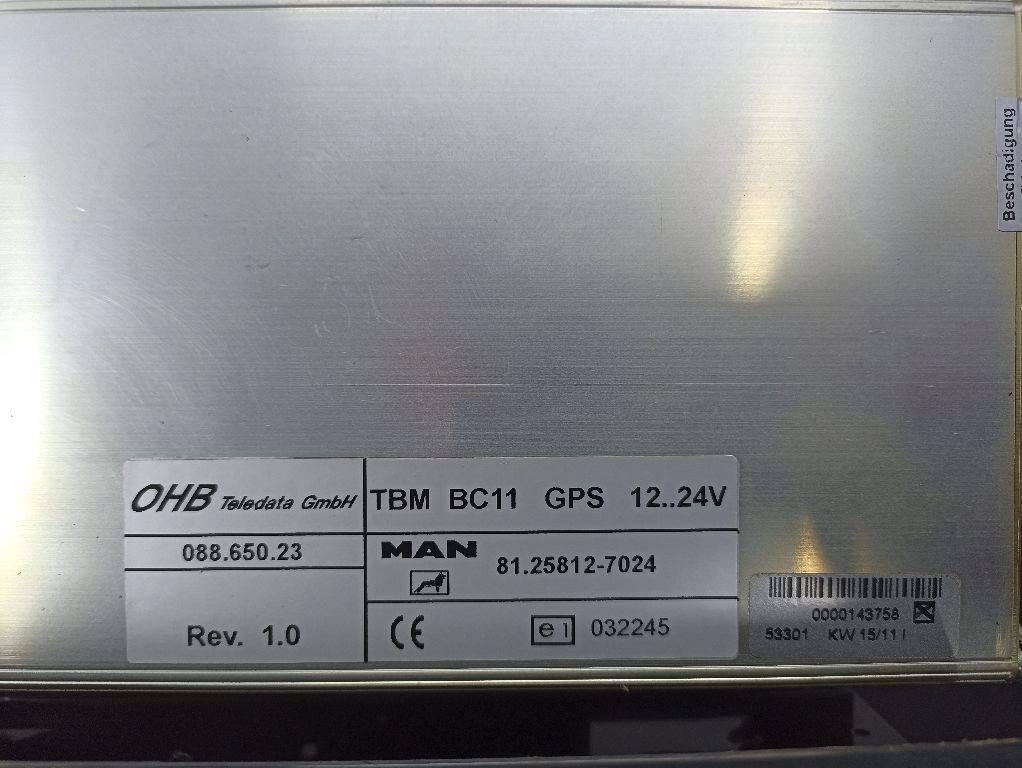 Beschadigung
OHB Teledata GmbH
TBM BC11 GPS 12..24V
088.650.23
MAN
81.25812-7024
Rev. 1.0
CE
e1 032245
0000143758
53301 KW 15/11 I